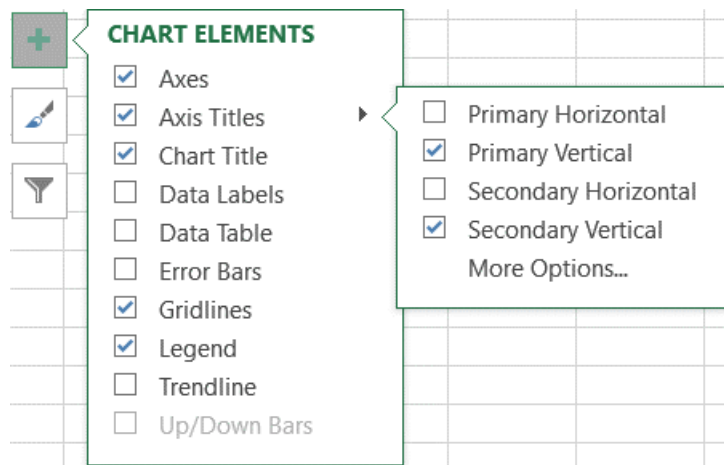 CHART ELEMENTS
Axes
Axis Titles
Chart Title
Data Labels
Data Table
Error Bars
Gridlines
Legend
Trendline
Up/Down Bars
Primary Horizontal
Primary Vertical
Secondary Horizontal
Secondary Vertical
More Options...